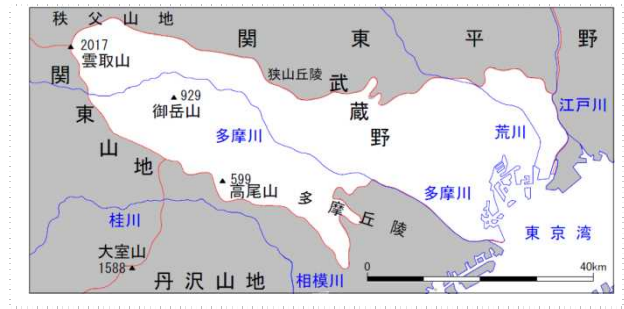 秩父山地
関東平野
2017
雲取山
関東山地
狭山丘陵
武蔵野
929
御岳山
多摩川
荒川
江戸川
599
高尾山
多摩丘陵
多摩川
桂川
東京湾
大室山
1588
丹沢山地
相模川
0
40km